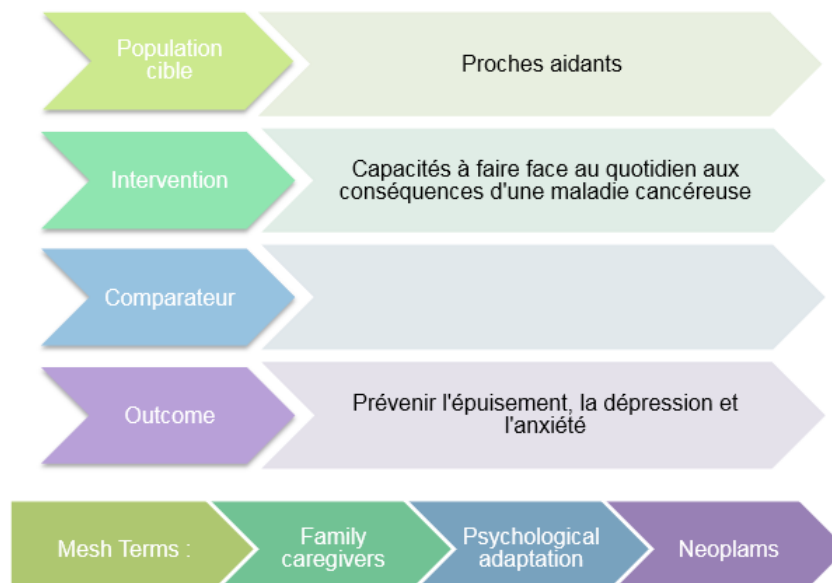 Population
cible
Proches aidants
Intervention
Capacités à faire face au quotidien aux
conséquences d'une maladie cancéreuse
Comparateur
Outcome
Prévenir l'épuisement, la dépression et
l'anxiété
Mesh Terms :
Family
caregivers
Psychological
adaptation
Neoplams